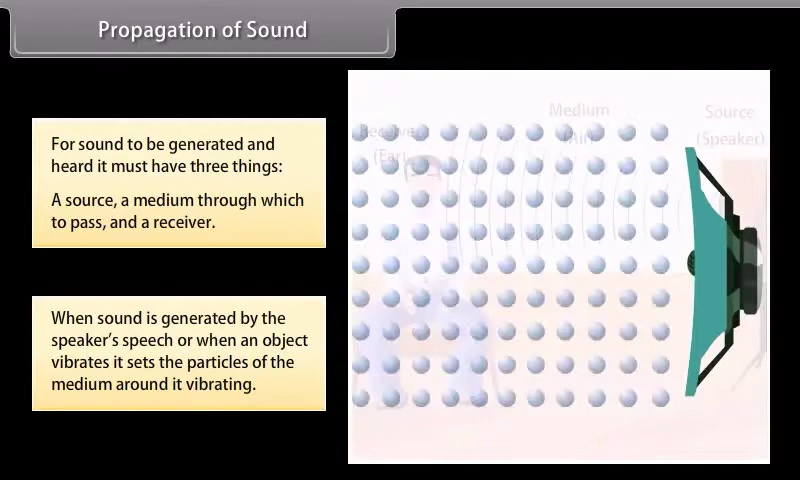 Propagation of Sound
For sound to be generated and
heard it must have three things:
A source, a medium through which
to pass, and a receiver.
When sound is generated by the
speaker's speech or when an object
vibrates it sets the particles of the
medium around it vibrating.
Receiver
(Ear)
Medium
(Air)
Source
(Speaker)